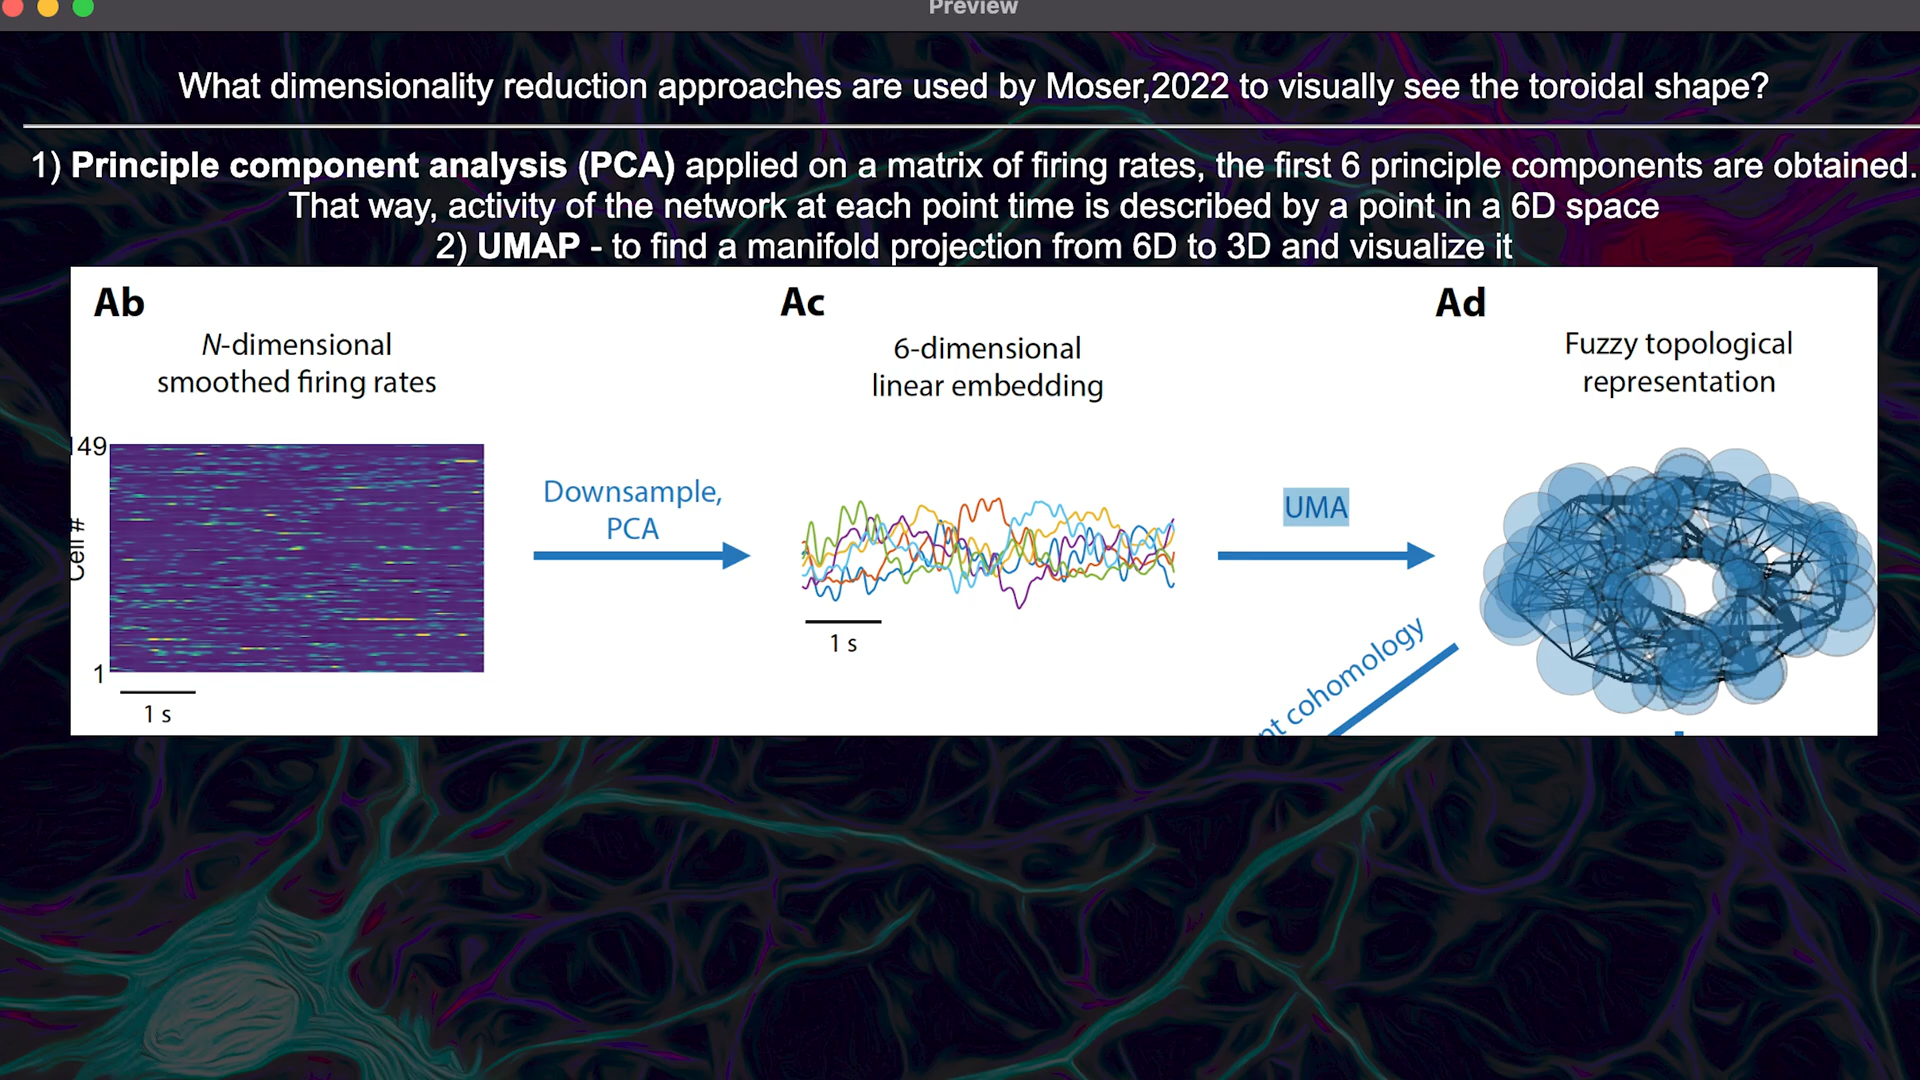 Preview
What dimensionality reduction approaches are used by Moser,2022 to visually see the toroidal shape?
1) Principle component analysis (PCA) applied on a matrix of firing rates, the first 6 principle components are obtained.
That way, activity of the network at each point time is described by a point in a 6D space
2) UMAP - to find a manifold projection from 6D to 3D and visualize it
Ab
N-dimensional
smoothed firing rates
149
Cell #
1
1 s
Downsample,
PCA
Ac
6-dimensional
linear embedding
1 s
UMA
nt cohomology
Ad
Fuzzy topological
representation